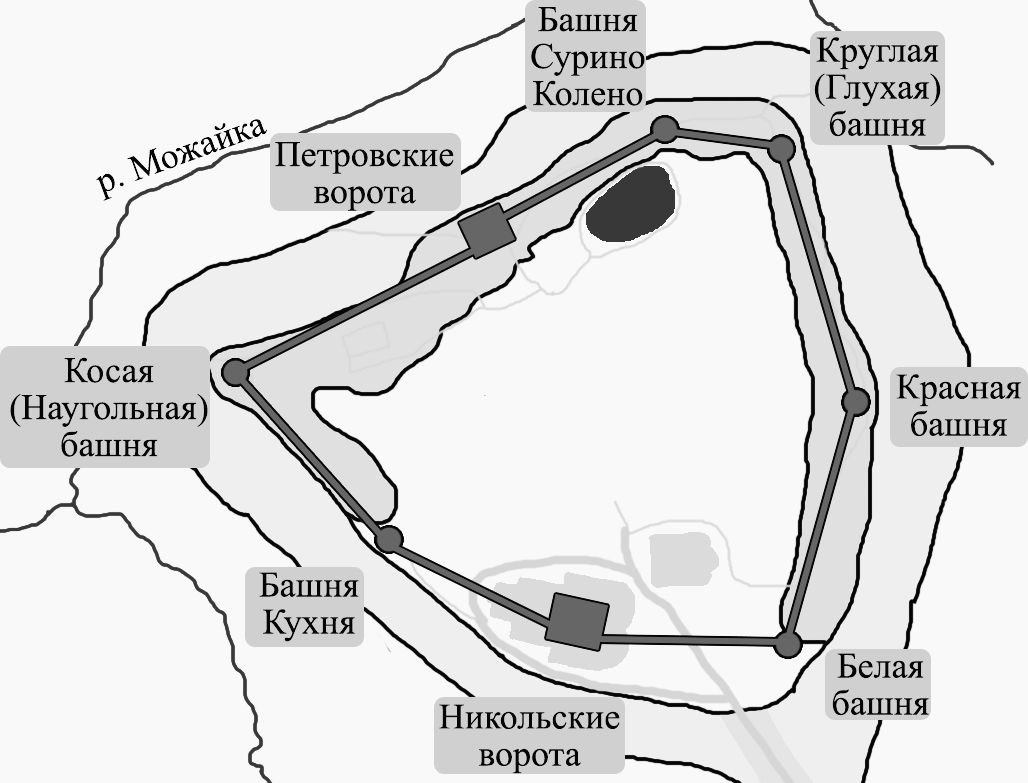 Башня
Сурино
Колено
Круглая
(Глухая)
башня
р. Можайка
Петровские
ворота
Косая
(Наугольная)
башня
Красная
башня
Башня
Кухня
Белая
башня
Никольские
ворота